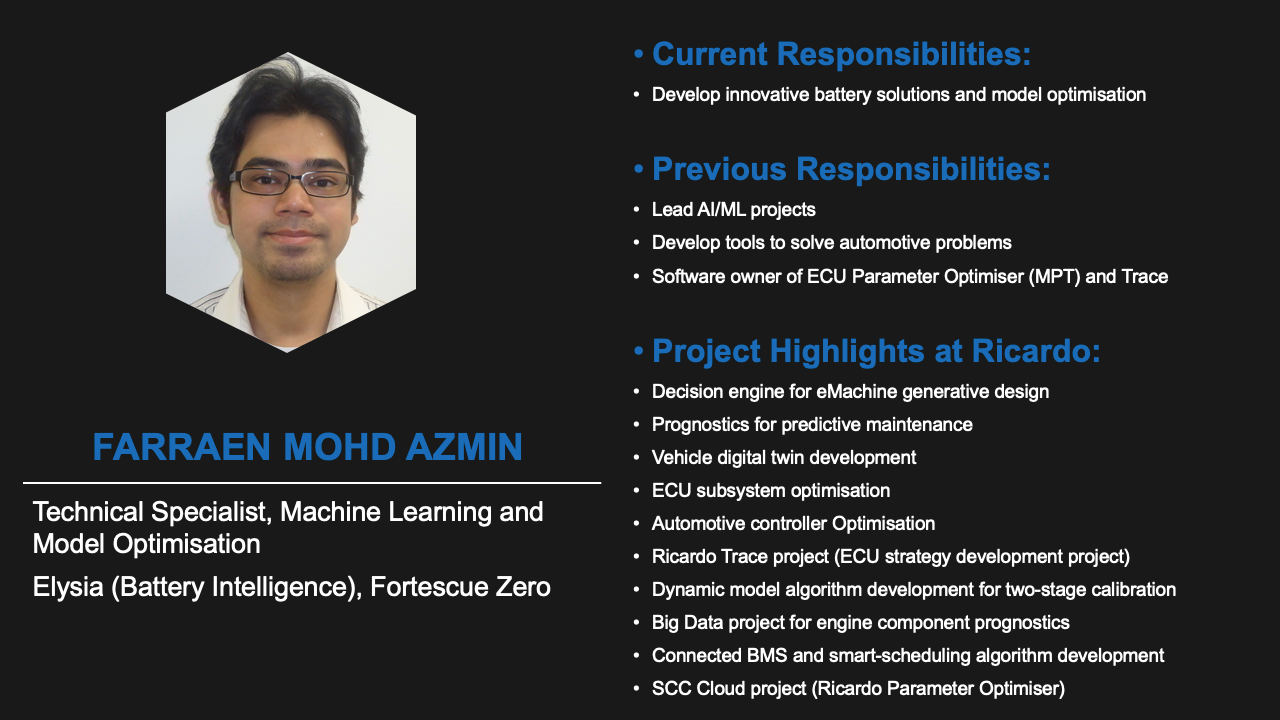 FARRAEN MOHD AZMIN
Technical Specialist, Machine Learning and
Model Optimisation
Elysia (Battery Intelligence), Fortescue Zero
• Current Responsibilities:
• Develop innovative battery solutions and model optimisation
• Previous Responsibilities:
• Lead AI/ML projects
• Develop tools to solve automotive problems
• Software owner of ECU Parameter Optimiser (MPT) and Trace
• Project Highlights at Ricardo:
• Decision engine for eMachine generative design
• Prognostics for predictive maintenance
• Vehicle digital twin development
• ECU subsystem optimisation
• Automotive controller Optimisation
• Ricardo Trace project (ECU strategy development project)
• Dynamic model algorithm development for two-stage calibration
• Big Data project for engine component prognostics
• Connected BMS and smart-scheduling algorithm development
• SCC Cloud project (Ricardo Parameter Optimiser)